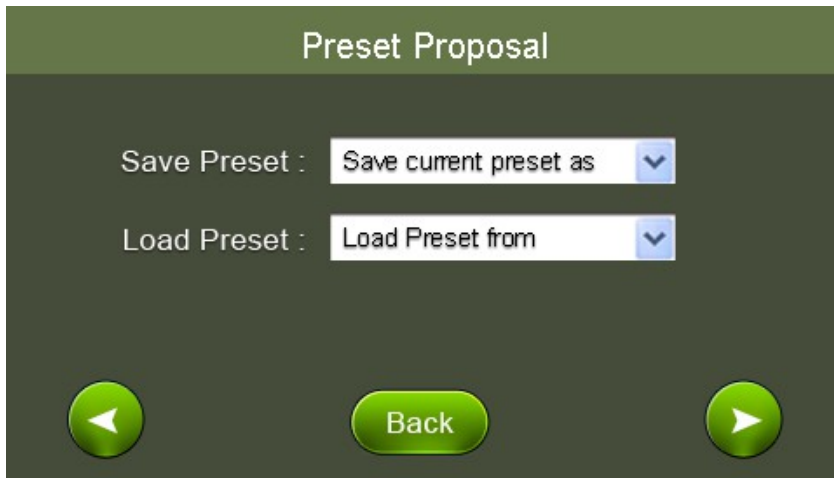 Preset Proposal
Save Preset : Save current preset as
Load Preset : Load Preset from
Back